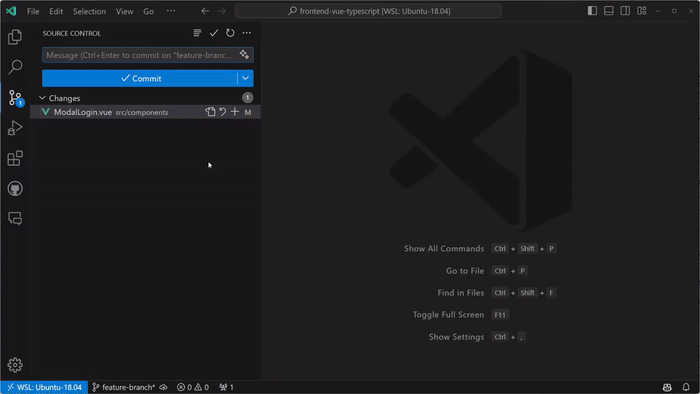 File Edit Selection View Go ··· frontend-vue-typescript [WSL: Ubuntu-18.04]
SOURCE CONTROL
Message (Ctrl+Enter to commit on "feature-branc...
Commit
Changes 1
ModalLogin.vue src/components M
1
Show All Commands Ctrl + Shift + P
Go to File Ctrl + P
Find in Files Ctrl + Shift + F
Toggle Full Screen F11
Show Settings Ctrl + ,
WSL: Ubuntu-18.04 feature-branch* 0 0 1